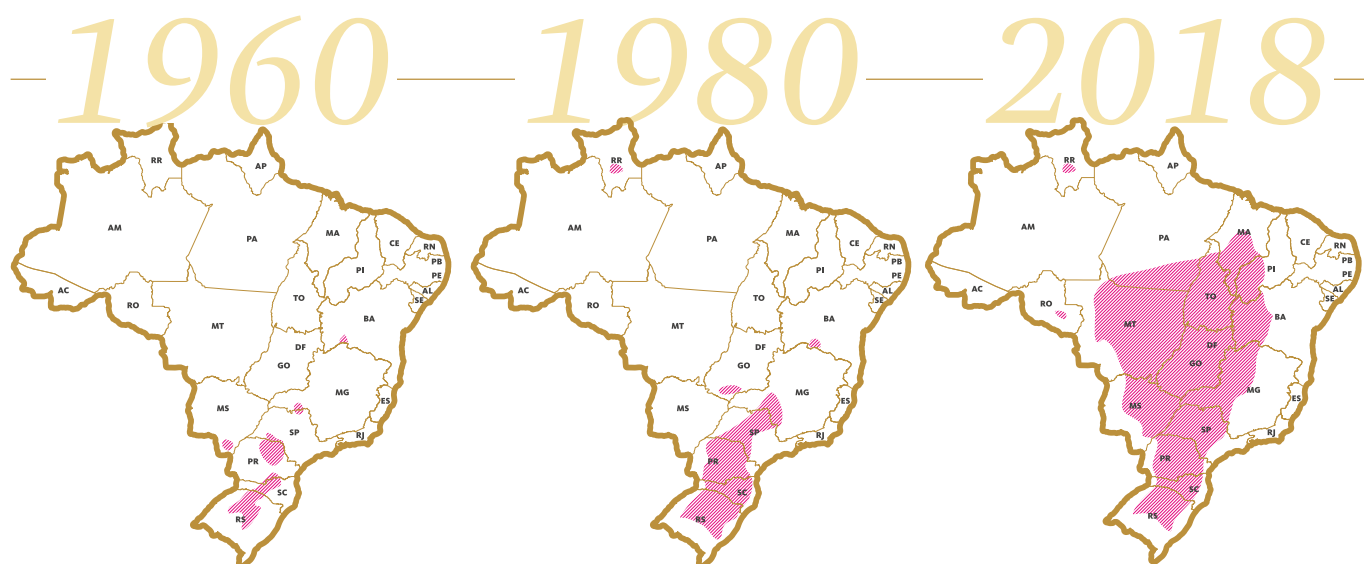 1960 1980 2018
RR AP
AM PA MA CE RN
PB
PI PE
AC RO TO AL
SE
MT BA
DF
GO
MG ES
MS
SP RJ
PR
SC
RS
RR AP
AM PA MA CE RN
PB
PI PE
AC RO TO AL
SE
MT BA
DF
GO
MG ES
MS
SP RJ
PR
SC
RS
RR AP
AM PA MA CE RN
PB
PI PE
AC RO TO AL
SE
MT BA
DF
GO
MG ES
MS
SP RJ
PR
SC
RS